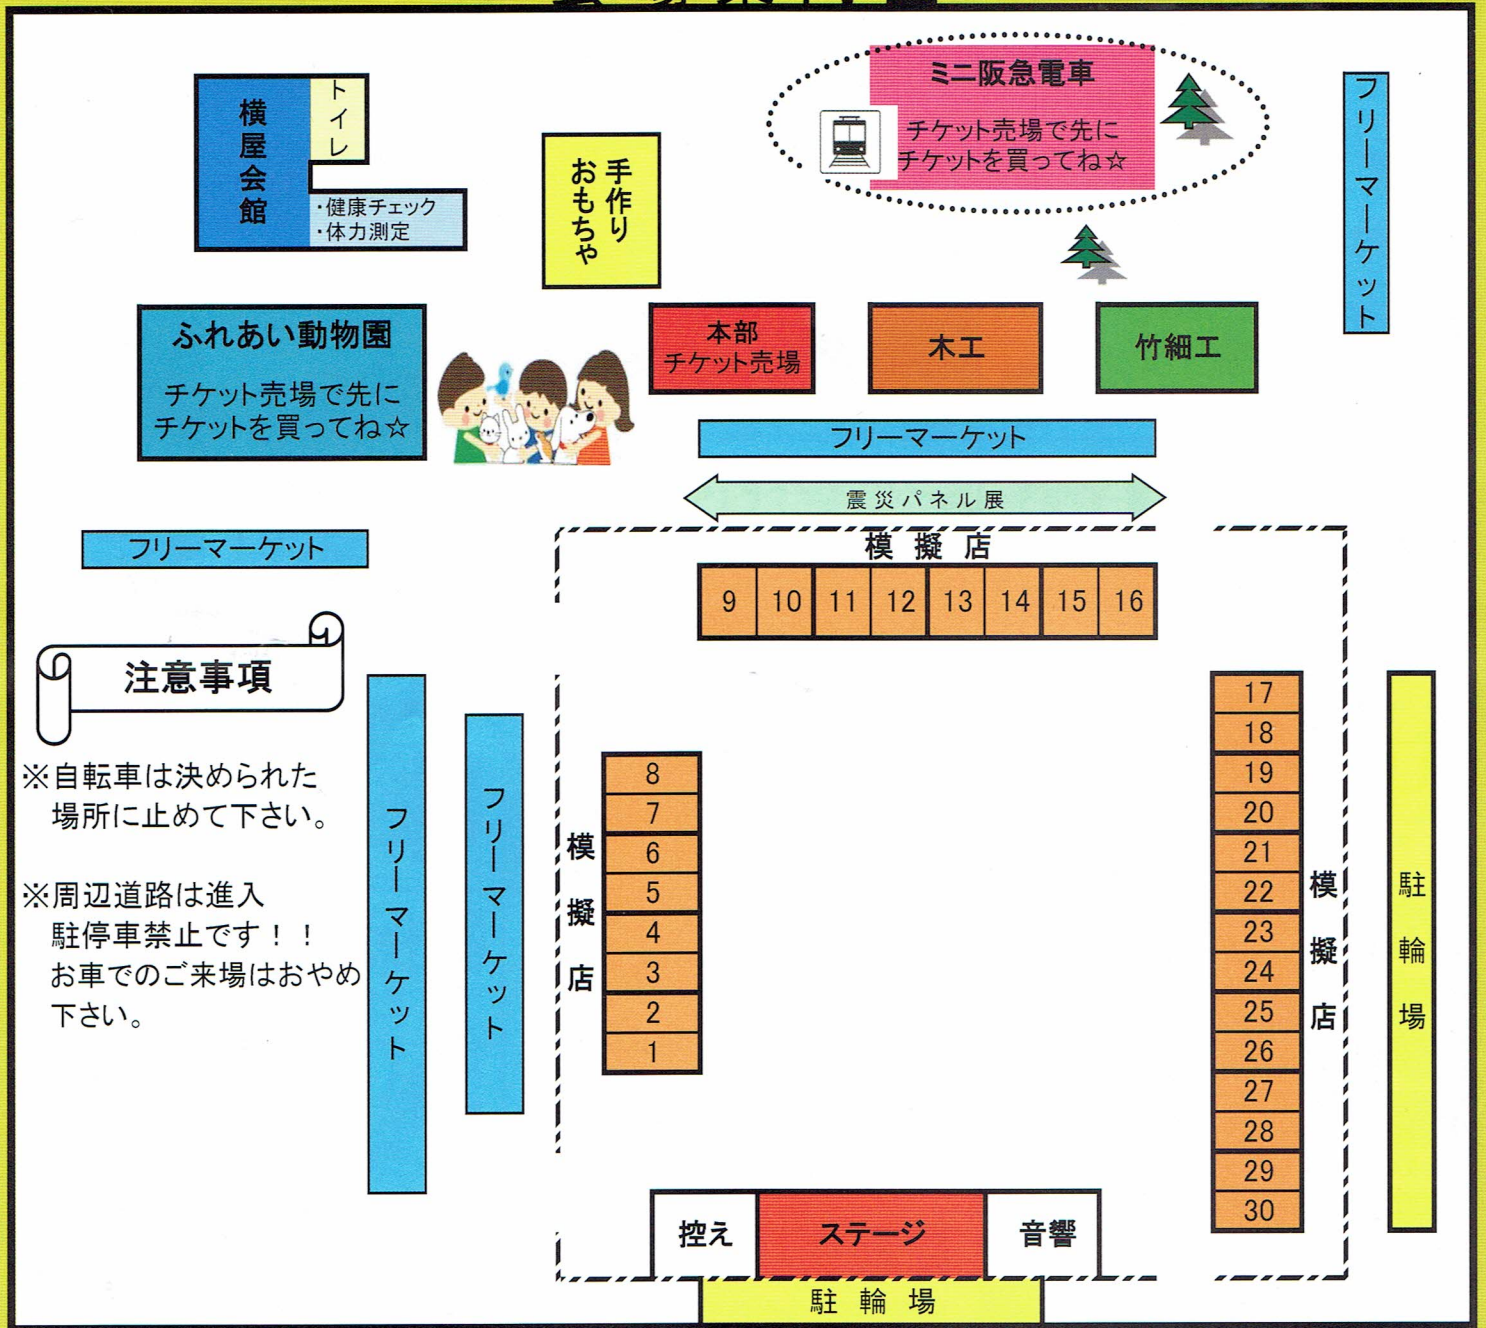 ミニ阪急電車
チケット売場で先に
チケットを買ってね☆
横屋会館
トイレ
・健康チェック
・体力測定
手作り
おもちゃ
フリーマーケット
ふれあい動物園
チケット売場で先に
チケットを買ってね☆
本部
チケット売場
木工
竹細工
フリーマーケット
震災パネル展
フリーマーケット
模擬店
9 10 11 12 13 14 15 16
注意事項
※自転車は決められた
場所に止めて下さい。
※周辺道路は進入
駐停車禁止です！！
お車でのご来場はおやめ
下さい。
フリーマーケット
フリーマーケット
模擬店
8
7
6
5
4
3
2
1
17
18
19
20
21
22
23
24
25
26
27
28
29
30
模擬店
駐輪場
控え
ステージ
音響
駐輪場